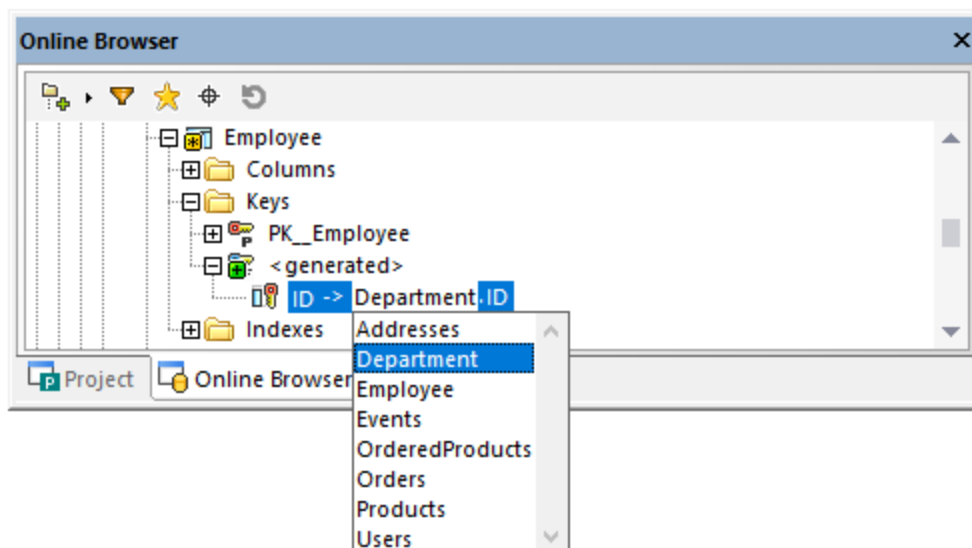 Online Browser
Employee
Columns
Keys
P PK__Employee
<generated>
ID -> Department.ID
Indexes
Addresses
Department
Employee
Events
OrderedProducts
Orders
Products
Users
P Project
Online Browser